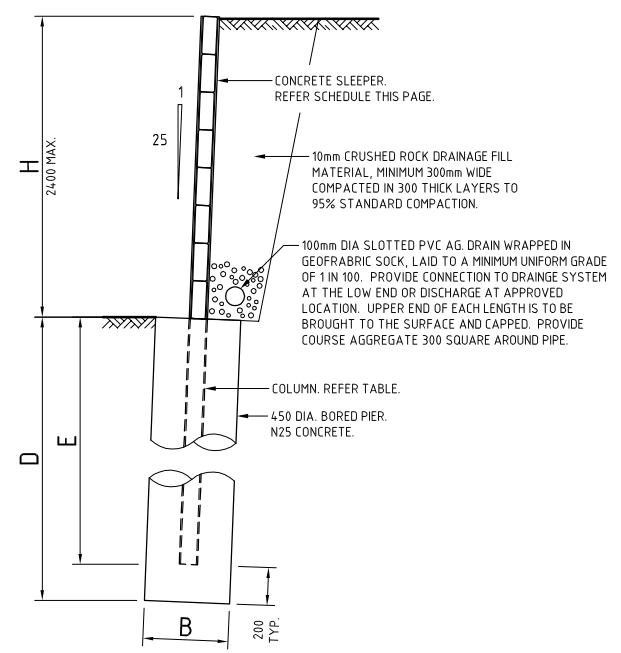 CONCRETE SLEEPER.
REFER SCHEDULE THIS PAGE.
1
25
H
2400 MAX.
10mm CRUSHED ROCK DRAINAGE FILL
MATERIAL, MINIMUM 300mm WIDE
COMPACTED IN 300 THICK LAYERS TO
95% STANDARD COMPACTION.
100mm DIA SLOTTED PVC AG. DRAIN WRAPPED IN
GEOFRABRIC SOCK, LAID TO A MINIMUM UNIFORM GRADE
OF 1 IN 100. PROVIDE CONNECTION TO DRAINGE SYSTEM
AT THE LOW END OR DISCHARGE AT APPROVED
LOCATION. UPPER END OF EACH LENGTH IS TO BE
BROUGHT TO THE SURFACE AND CAPPED. PROVIDE
COURSE AGGREGATE 300 SQUARE AROUND PIPE.
COLUMN. REFER TABLE.
450 DIA. BORED PIER.
N25 CONCRETE.
D
E
B
200
TYP.